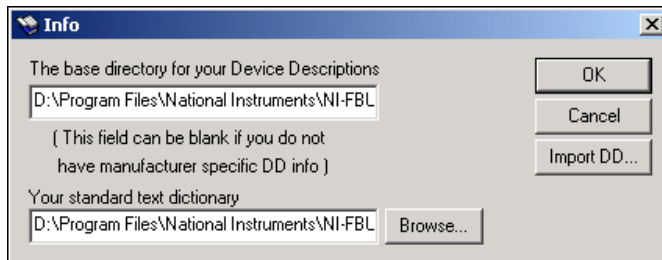 Info
The base directory for your Device Descriptions
OK
D:\Program Files\National Instruments\NI-FBL
Cancel
( This field can be blank if you do not
have manufacturer specific DD info )
Import DD...
Your standard text dictionary
D:\Program Files\National Instruments\NI-FBL
Browse...